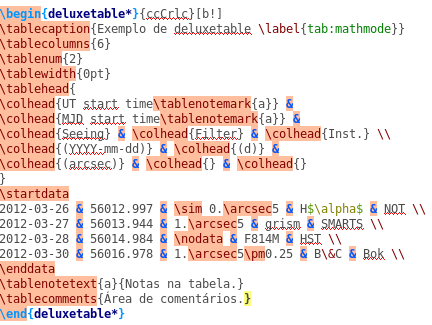 \begin{deluxetable*}{ccCrlc}[b!]
\tablecaption{Exemplo de deluxetable \label{tab:mathmode}}
\tablecolumns{6}
\tablenum{2}
\tablewidth{0pt}
\tablehead{
\colhead{UT start time\tablenotemark{a}} &
\colhead{MJD start time\tablenotemark{a}} &
\colhead{Seeing} & \colhead{Filter} & \colhead{Inst.} \\
\colhead{(YYYY-mm-dd)} & \colhead{(d)} &
\colhead{(arcsec)} & \colhead{} & \colhead{}
}
\startdata
2012-03-26 & 56012.997 & \sim 0.\arcsec5 & H$\alpha$ & NOT \\
2012-03-27 & 56013.944 & 1.\arcsec5 & grism & SMARTS \\
2012-03-28 & 56014.984 & \nodata & F814M & HST \\
2012-03-30 & 56016.978 & 1.\arcsec5\pm0.25 & B\&C & Bok \\
\enddata
\tablenotetext{a}{Notas na tabela.}
\tablecomments{Área de comentários.}
\end{deluxetable*}